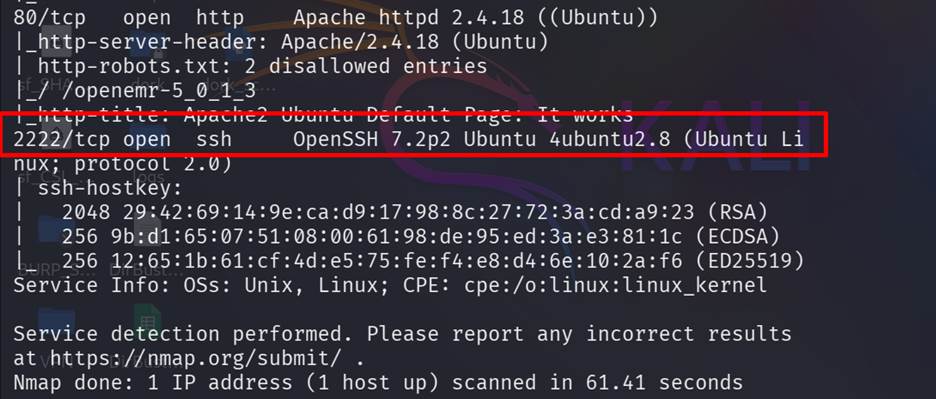 80/tcp   open  http    Apache httpd 2.4.18 ((Ubuntu))
|_http-server-header: Apache/2.4.18 (Ubuntu)
| http-robots.txt: 2 disallowed entries
|_/ /openemr-5_0_1_3
|_http-title: Apache2 Ubuntu Default Page: It works
2222/tcp open  ssh     OpenSSH 7.2p2 Ubuntu 4ubuntu2.8 (Ubuntu Li
nux; protocol 2.0)
| ssh-hostkey:
|   2048 29:42:69:14:9e:ca:d9:17:98:8c:27:72:3a:cd:a9:23 (RSA)
|   256 9b:d1:65:07:51:08:00:61:98:de:95:ed:3a:e3:81:1c (ECDSA)
|_  256 12:65:1b:61:cf:4d:e5:75:fe:f4:e8:d4:6e:10:2a:f6 (ED25519)
Service Info: OSs: Unix, Linux; CPE: cpe:/o:linux:linux_kernel
Service detection performed. Please report any incorrect results
at https://nmap.org/submit/ .
Nmap done: 1 IP address (1 host up) scanned in 61.41 seconds
KALI